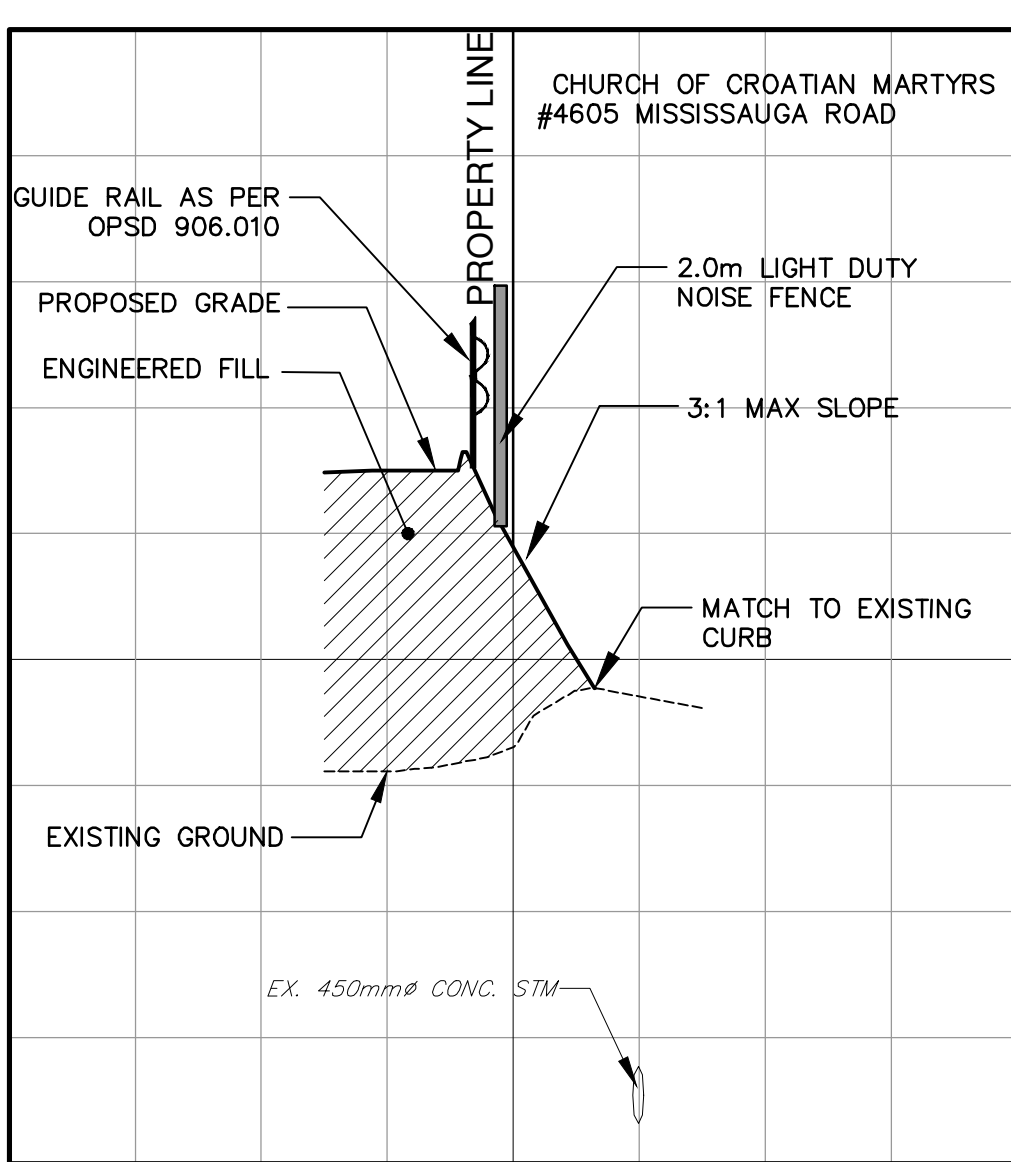 PROPERTY LINE
CHURCH OF CROATIAN MARTYRS
#4605 MISSISSAUGA ROAD
GUIDE RAIL AS PER
OPSD 906.010
2.0m LIGHT DUTY
NOISE FENCE
PROPOSED GRADE
ENGINEERED FILL
3:1 MAX SLOPE
MATCH TO EXISTING
CURB
EXISTING GROUND
EX. 450mmø CONC. STM